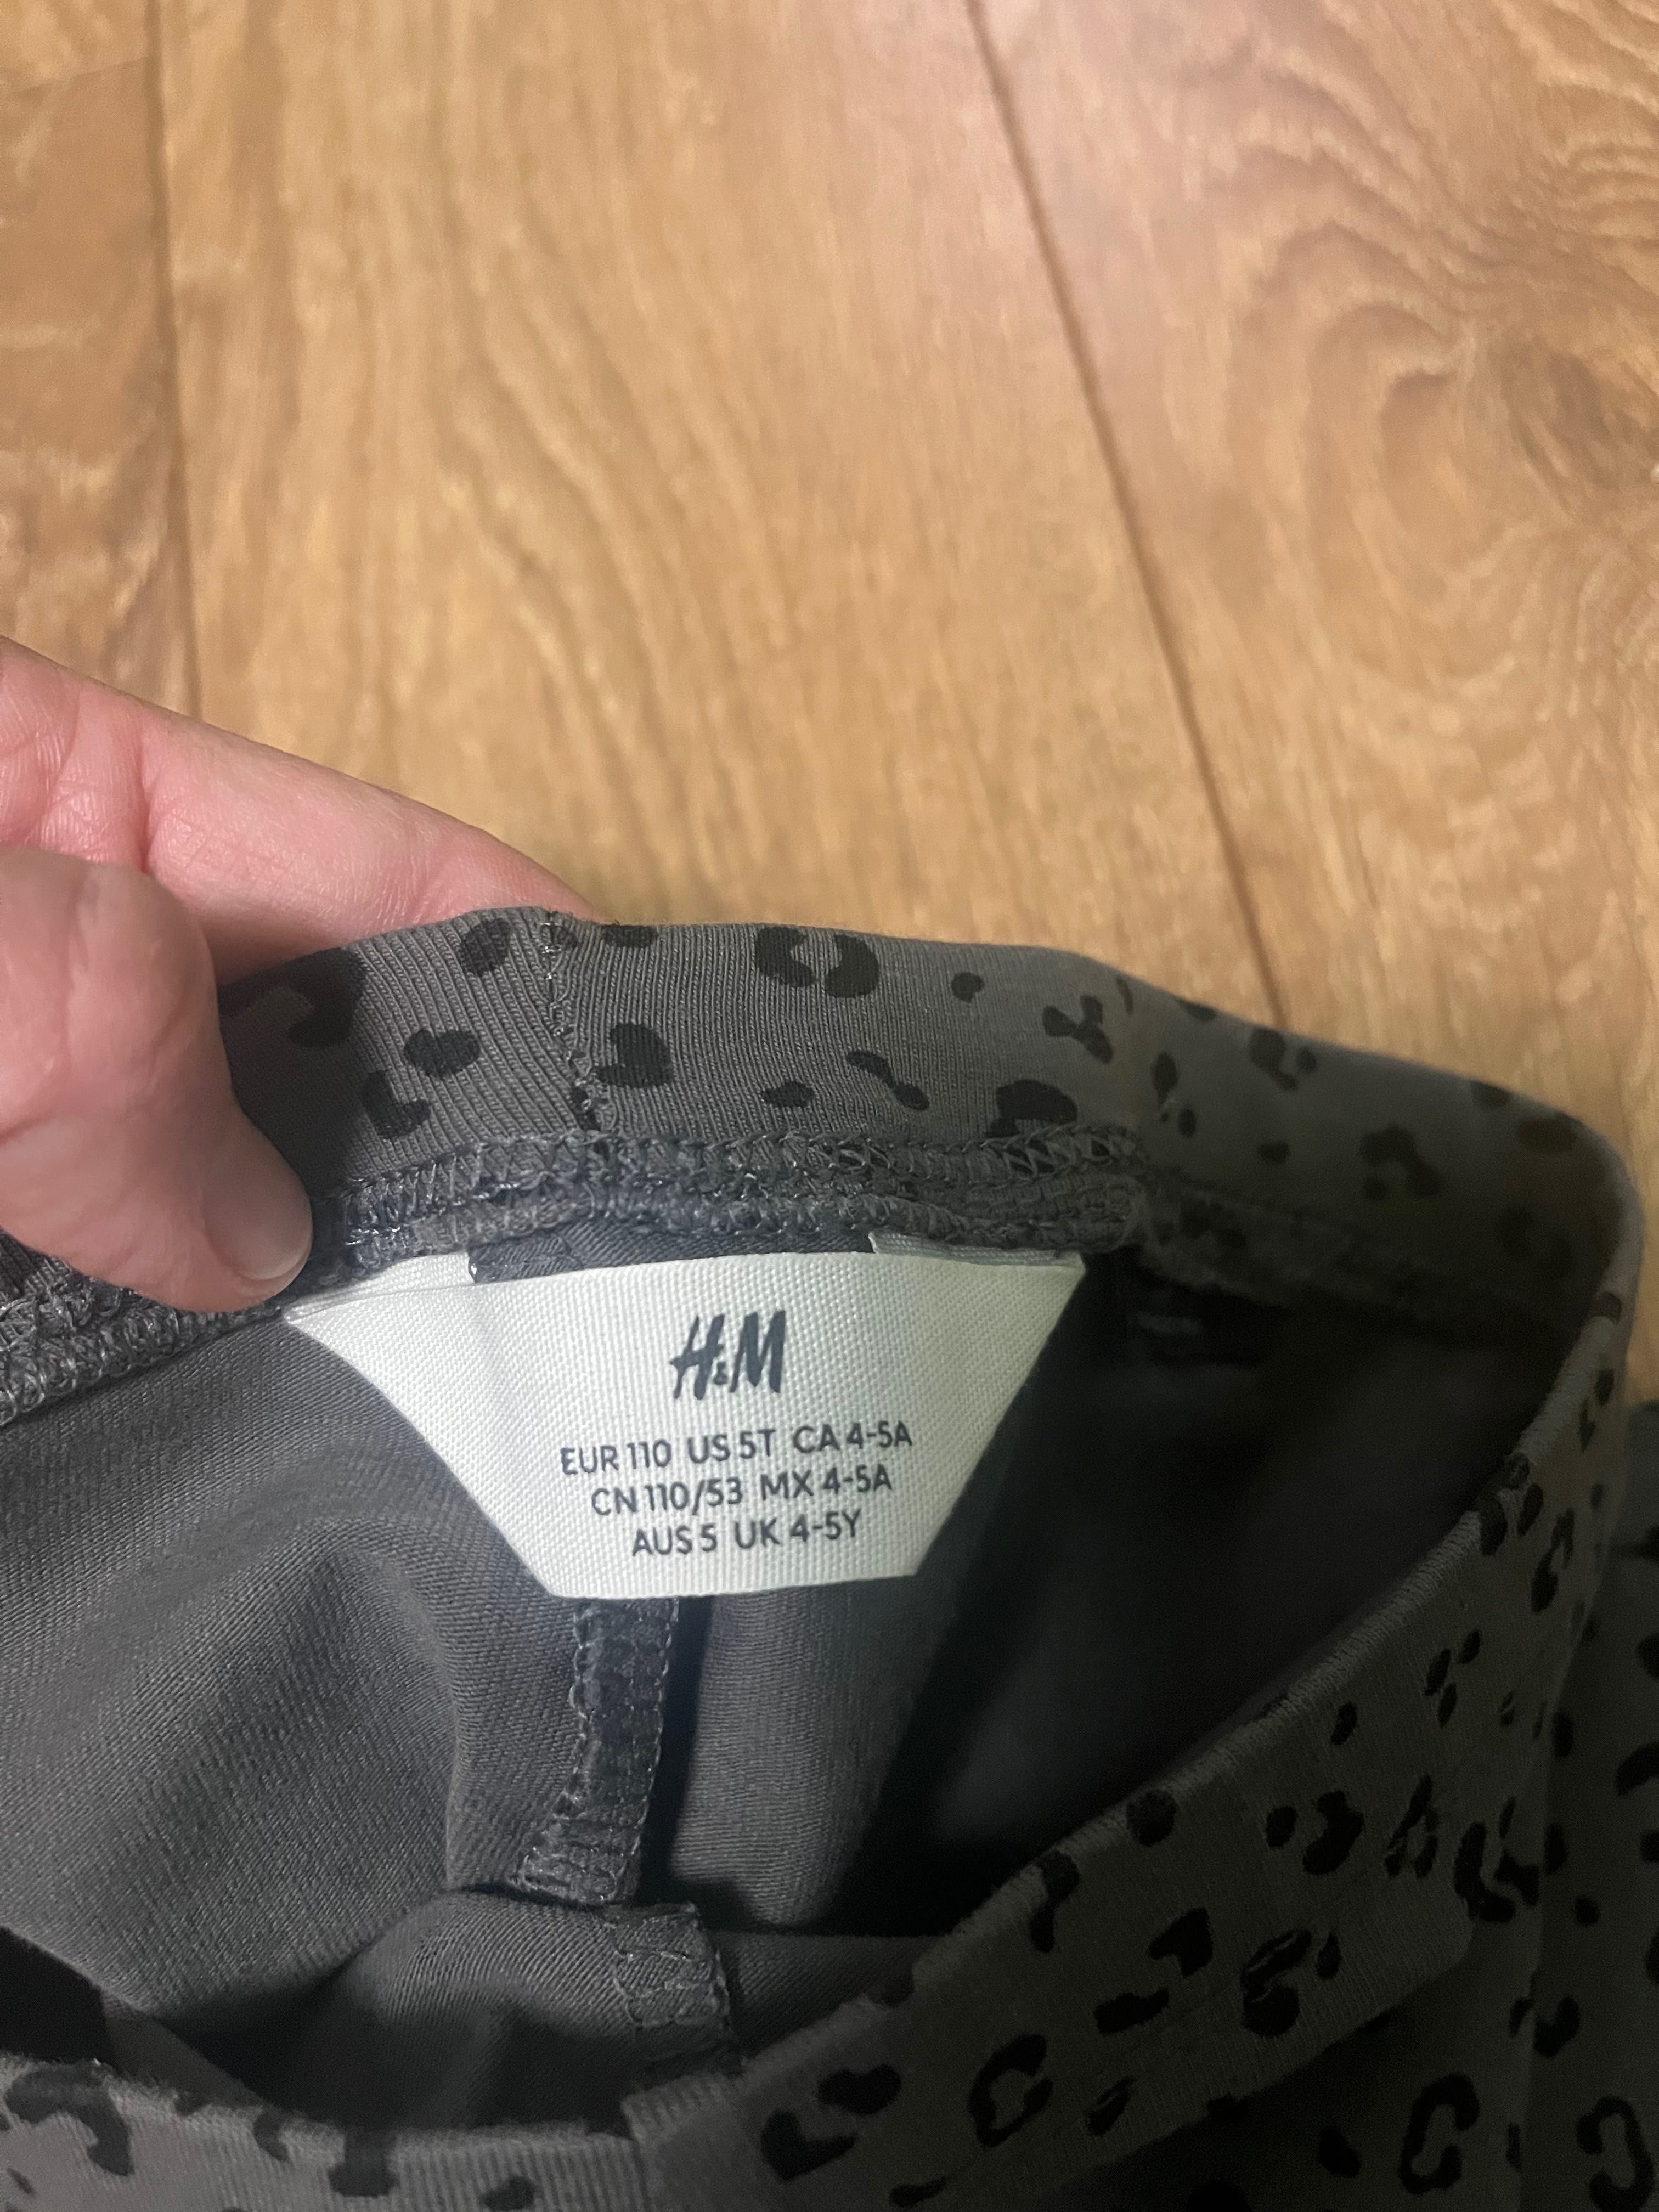 H&M
EUR 110 US 5T CA 4-5A
CN 110/53 MX 4-5A
AUS 5 UK 4-5Y